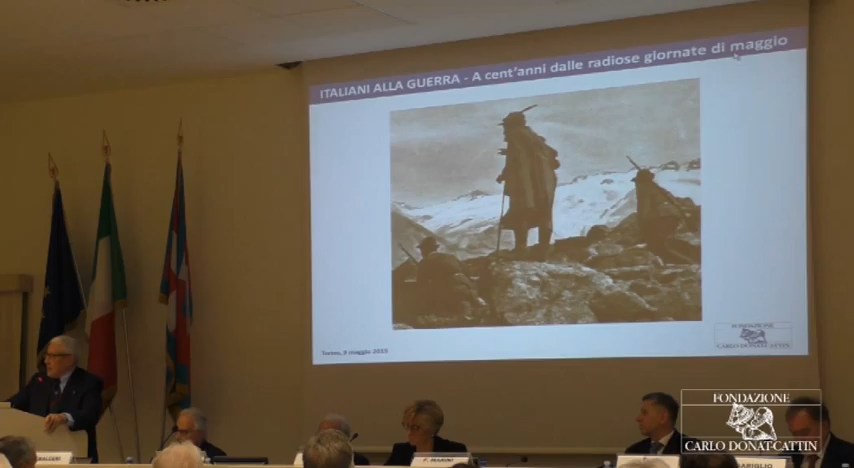 ITALIANI ALLA GUERRA - A cent'anni dalle radiose giornate di maggio
Torino, 7 maggio 2015
FONDAZIONE
CARLO DONAT-CATTIN
FONDAZIONE
CARLO DONAT-CATTIN